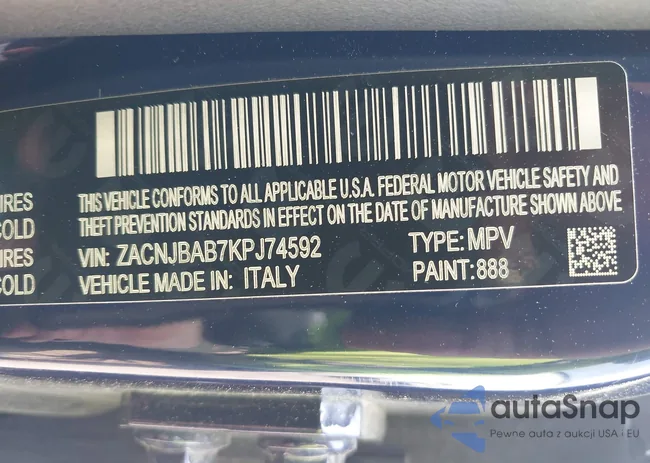 THIS VEHICLE CONFORMS TO ALL APPLICABLE U.S.A. FEDERAL MOTOR VEHICLE SAFETY AND
IRES
THEFT PREVENTION STANDARDS IN EFFECT ON THE DATE OF MANUFACTURE SHOWN ABOVE
COLD
VIN: ZACNJBAB7KPJ74592 TYPE: MPV
IRES
VEHICLE MADE IN: ITALY PAINT: 888
COLD
autaSnap
Pewne auta z aukcji USA i EU